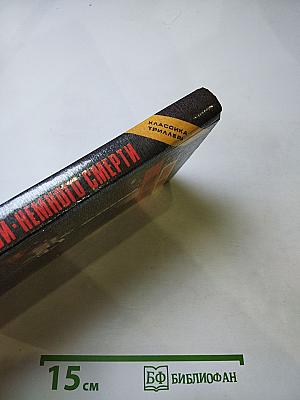 КЛАССИКА
ТРИЛЛЕРА
НЕМНОГО СМЕРТИ
15 см
БФ БИБЛИОФАН